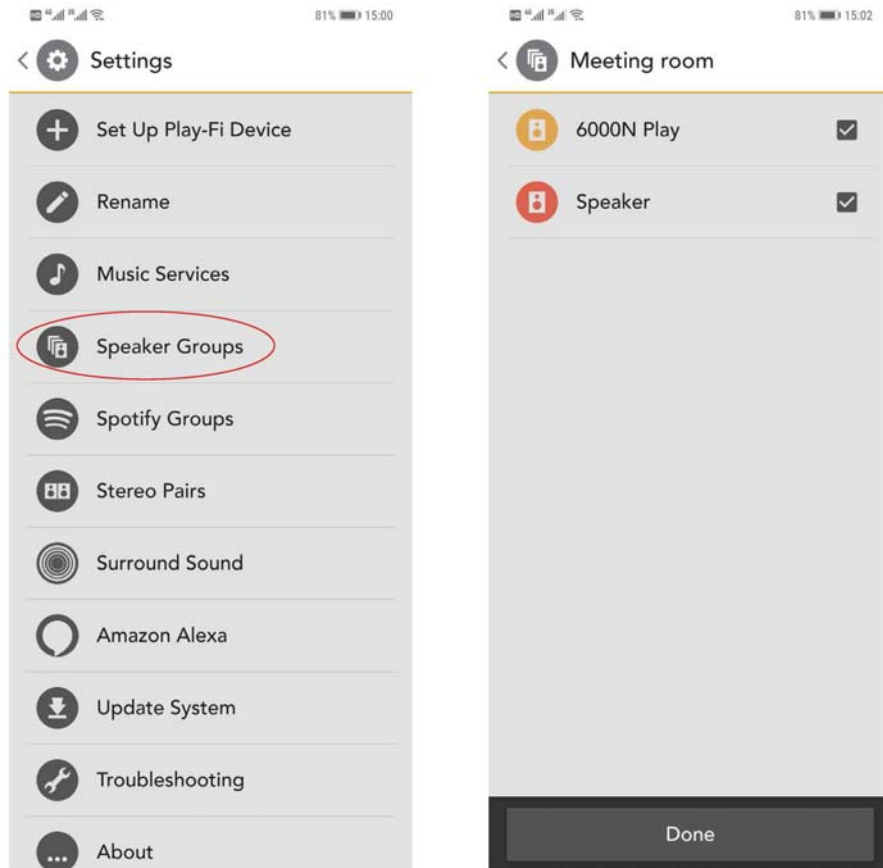 81% 15:00
Settings
Set Up Play-Fi Device
Rename
Music Services
Speaker Groups
Spotify Groups
Stereo Pairs
Surround Sound
Amazon Alexa
Update System
Troubleshooting
About
81% 15:02
Meeting room
6000N Play
Speaker
Done